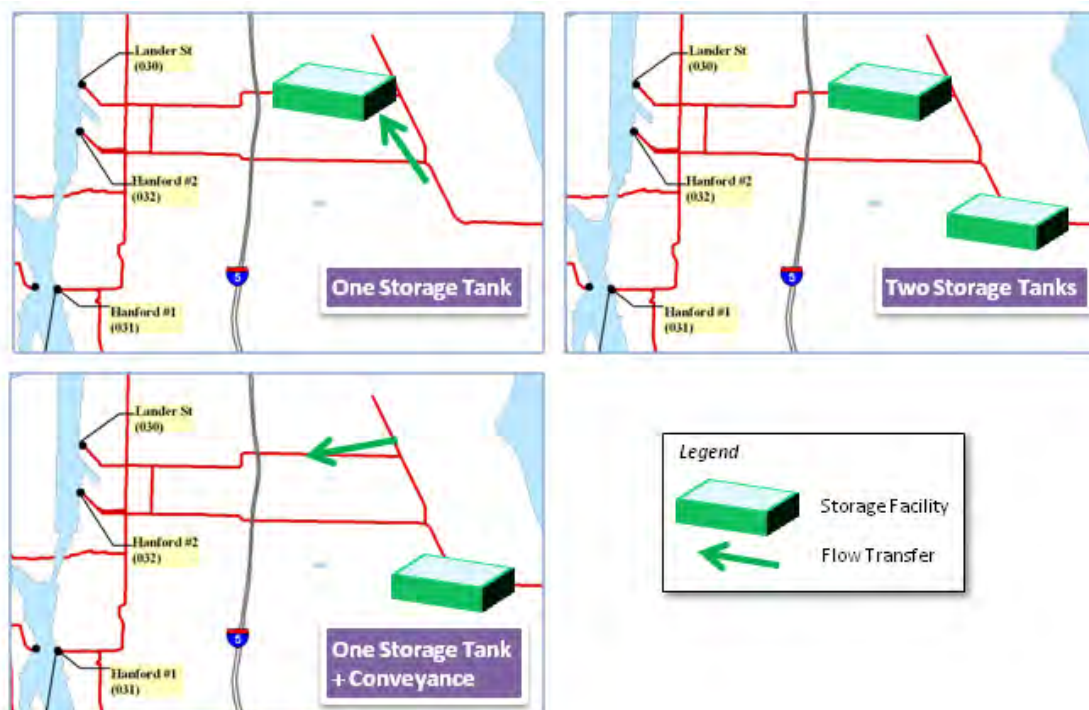 Lander St
(030)
Hanford #2
(032)
Hanford #1
(031)
5
One Storage Tank
Lander St
(030)
Hanford #2
(032)
Hanford #1
(031)
5
Two Storage Tanks
Lander St
(030)
Hanford #2
(032)
Hanford #1
(031)
5
One Storage Tank
+ Conveyance
Legend
Storage Facility
Flow Transfer